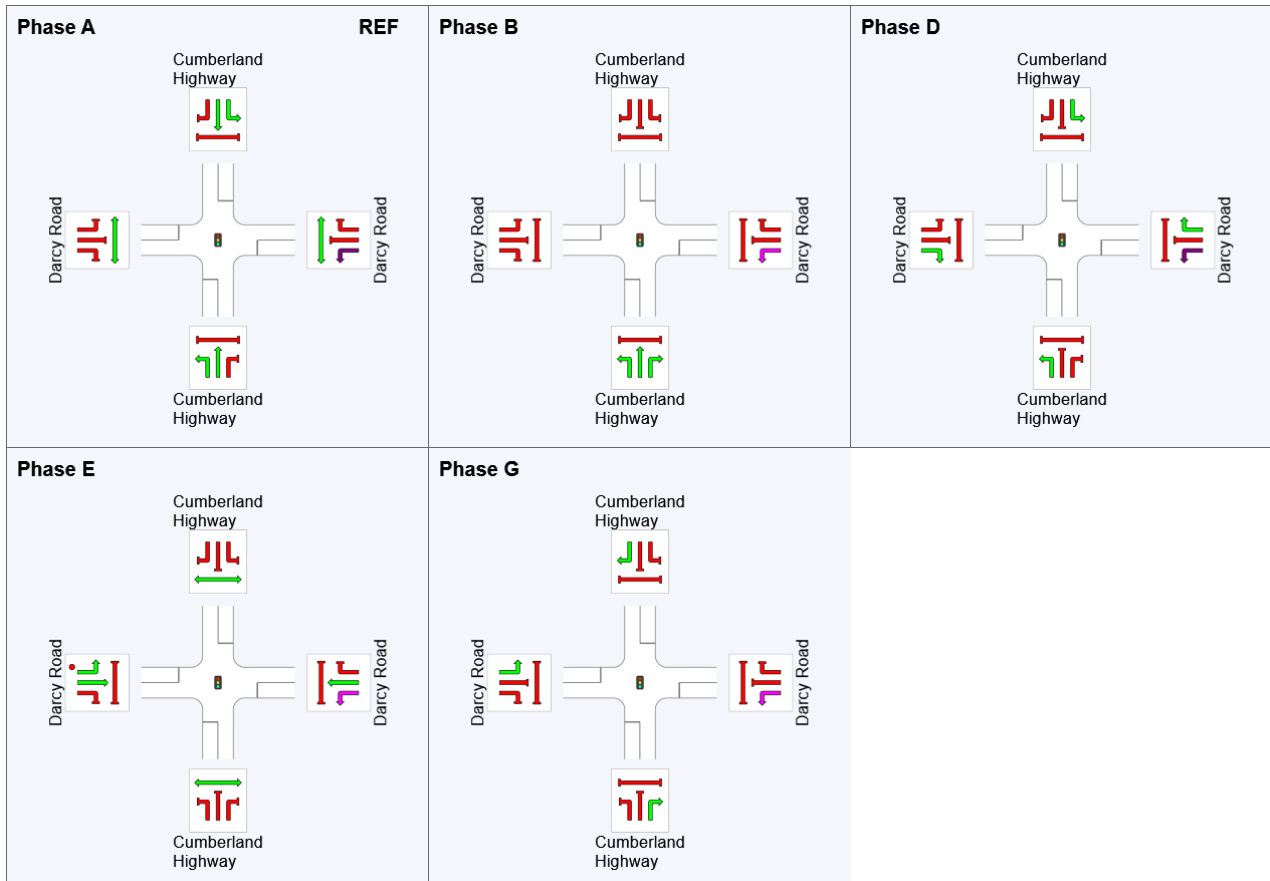 Phase A
REF
Cumberland
Highway
Darcy Road
Darcy Road
Cumberland
Highway
Phase B
Cumberland
Highway
Darcy Road
Darcy Road
Cumberland
Highway
Phase D
Cumberland
Highway
Darcy Road
Darcy Road
Cumberland
Highway
Phase E
Cumberland
Highway
Darcy Road
Darcy Road
Cumberland
Highway
Phase G
Cumberland
Highway
Darcy Road
Darcy Road
Cumberland
Highway